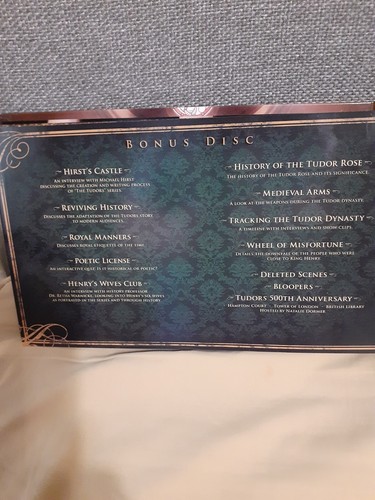 BONUS DISC
~ HIRST'S CASTLE ~
AN INTERVIEW WITH MICHAEL HIRST
DISCUSSING THE CREATION AND WRITING PROCESS
OF "THE TUDORS" SERIES
~ REVIVING HISTORY ~
DISCUSSES THE ADAPTATION OF THE TUDORS STORY
TO MODERN AUDIENCES
~ ROYAL MANNERS ~
DISCUSSES ROYAL ETIQUETTE OF THE TIME
~ POETIC LICENSE ~
AN INTERACTIVE QUIZ: IS IT HISTORICAL OR POETIC?
~ HENRY'S WIVES CLUB ~
AN INTERVIEW WITH HISTORY PROFESSOR
DR. RETHA WARNICKE, LOOKING INTO HENRY'S SIX WIVES
AS PORTRAYED IN THE SERIES AND THROUGH HISTORY
~ HISTORY OF THE TUDOR ROSE ~
THE HISTORY OF THE TUDOR ROSE AND ITS SIGNIFICANCE
~ MEDIEVAL ARMS ~
A LOOK AT THE WEAPONS DURING THE TUDOR DYNASTY
~ TRACKING THE TUDOR DYNASTY ~
A TIMELINE WITH INTERVIEWS AND SHOW CLIPS
~ WHEEL OF MISFORTUNE ~
DETAILS THE DOWNFALLS OF THE PEOPLE WHO WERE
CLOSE TO KING HENRY
~ DELETED SCENES ~
~ BLOOPERS ~
~ TUDORS 500TH ANNIVERSARY ~
HAMPTON COURT TOWER OF LONDON BRITISH LIBRARY
HOSTED BY NATALIE DORMER